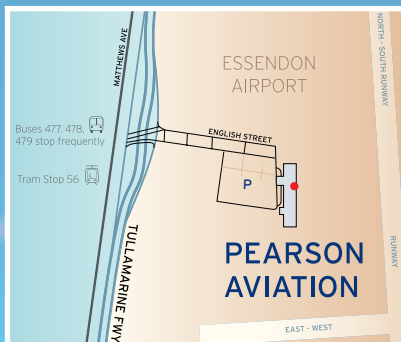 MATTHEWS AVE
ESSENDON
AIRPORT
NORTH - SOUTH RUNWAY
Buses 477, 478,
479 stop frequently
ENGLISH STREET
Tram Stop 56
P
TULLAMARINE FWY
PEARSON
AVIATION
RUNWAY
EAST - WEST